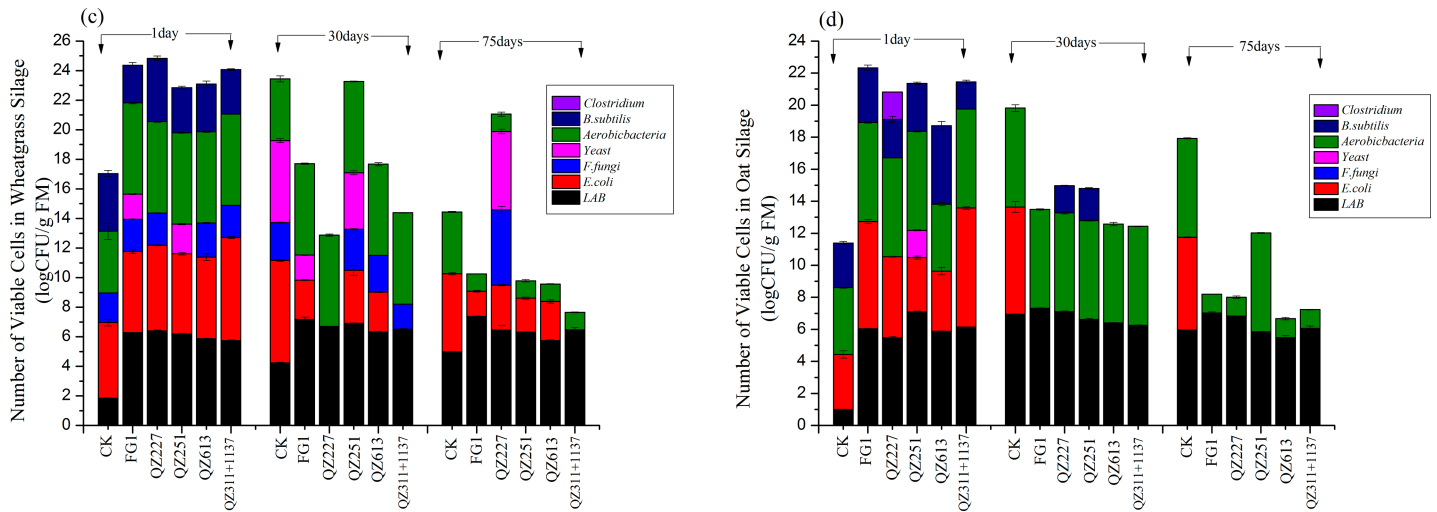 (c)
1day
30days
75days
Number of Viable Cells in Wheatgrass Silage
(logCFU/g FM)
26
24
22
20
18
16
14
12
10
8
6
4
2
0
Clostridium
B.subtilis
Aerobicbacteria
Yeast
F.fungi
E.coli
LAB
CK
FG1
QZ227
QZ251
QZ613
QZ311+1137
CK
FG1
QZ227
QZ251
QZ613
QZ311+1137
CK
FG1
QZ227
QZ251
QZ613
QZ311+1137
(d)
1day
30days
75days
Number of Viable Cells in Oat Silage
(logCFU/g FM)
24
22
20
18
16
14
12
10
8
6
4
2
0
Clostridium
B.subtilis
Aerobicbacteria
Yeast
F.fungi
E.coli
LAB
CK
FG1
QZ227
QZ251
QZ613
QZ311+1137
CK
FG1
QZ227
QZ251
QZ613
QZ311+1137
CK
FG1
QZ227
QZ251
QZ613
QZ311+1137